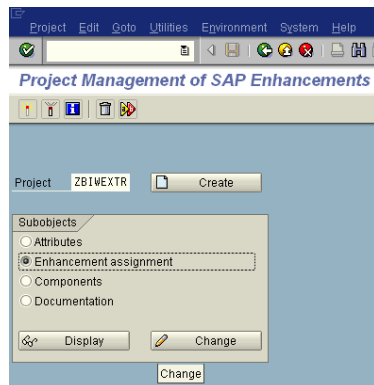 Project Edit Goto Utilities Environment System Help
Project Management of SAP Enhancements
Project ZBIWEXTR Create
Subobjects
Attributes
Enhancement assignment
Components
Documentation
Display Change
Change